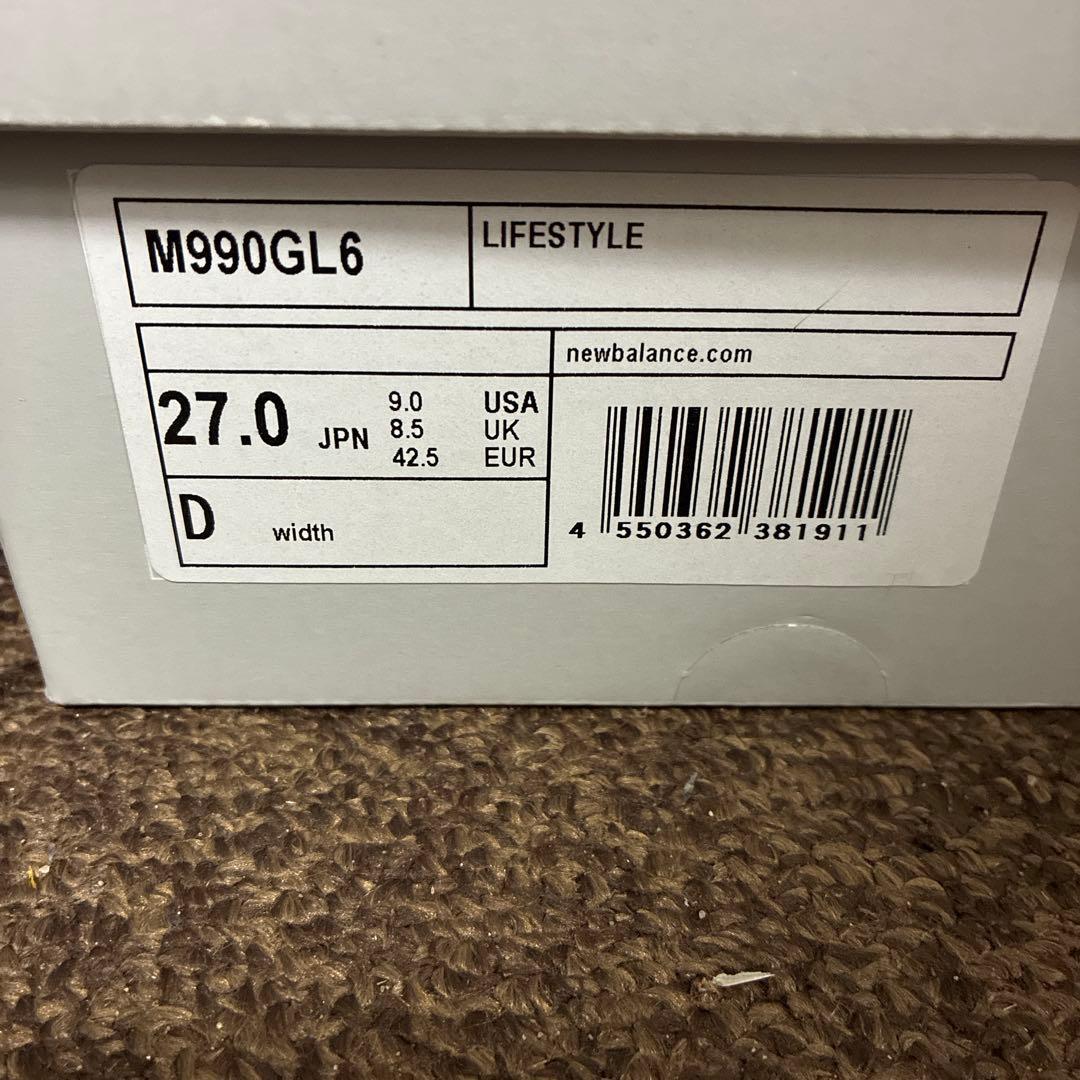 M990GL6
LIFESTYLE
newbalance.com
27.0 JPN
9.0 USA
8.5 UK
42.5 EUR
D width
4 550362 381911